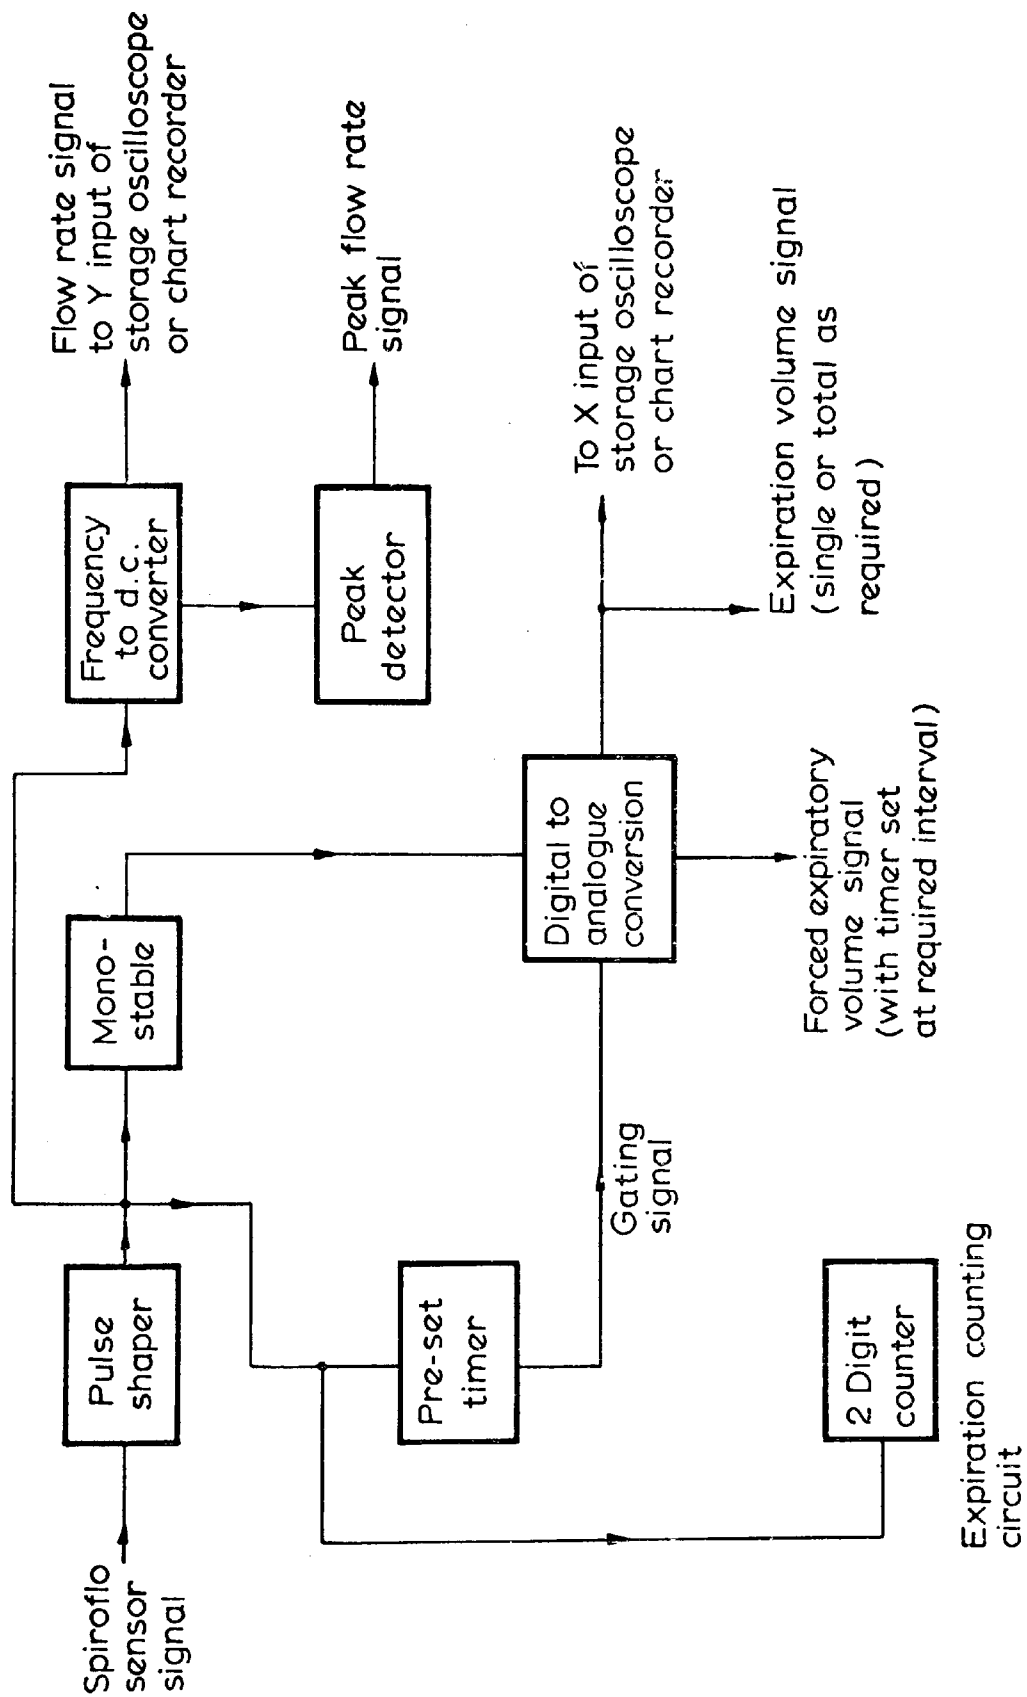 Spiroflo
sensor
signal
Pulse
shaper
Mono-
stable
Frequency
to d.c.
converter
Flow rate signal
to Y input of
storage oscilloscope
or chart recorder
Peak
detector
Peak flow rate
signal
Pre-set
timer
Gating
signal
Digital to
analogue
conversion
To X input of
storage oscilloscope
or chart recorder
Expiration volume signal
(single or total as
required)
Forced expiratory
volume signal
(with timer set
at required interval)
2 Digit
counter
Expiration counting
circuit